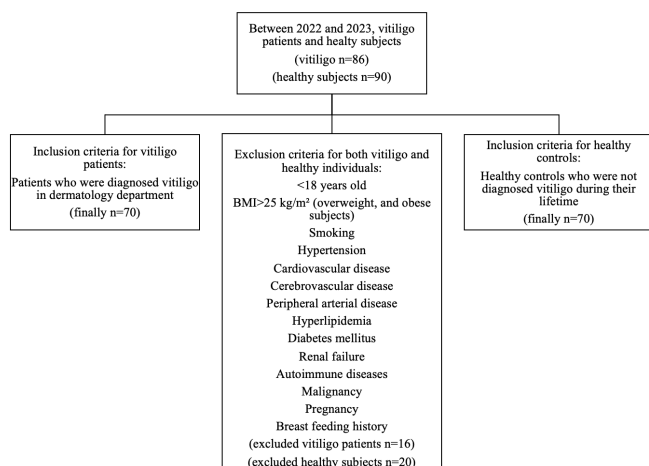 Between 2022 and 2023, vitiligo
patients and healty subjects
(vitiligo n=86)
(healthy subjects n=90)
Inclusion criteria for vitiligo
patients:
Patients who were diagnosed vitiligo
in dermatology department
(finally n=70)
Exclusion criteria for both vitiligo and
healthy individuals:
<18 years old
BMI>25 kg/m² (overweight, and obese
subjects)
Smoking
Hypertension
Cardiovascular disease
Cerebrovascular disease
Peripheral arterial disease
Hyperlipidemia
Diabetes mellitus
Renal failure
Autoimmune diseases
Malignancy
Pregnancy
Breast feeding history
(excluded vitiligo patients n=16)
(excluded healthy subjects n=20)
Inclusion criteria for healthy
controls:
Healthy controls who were not
diagnosed vitiligo during their
lifetime
(finally n=70)